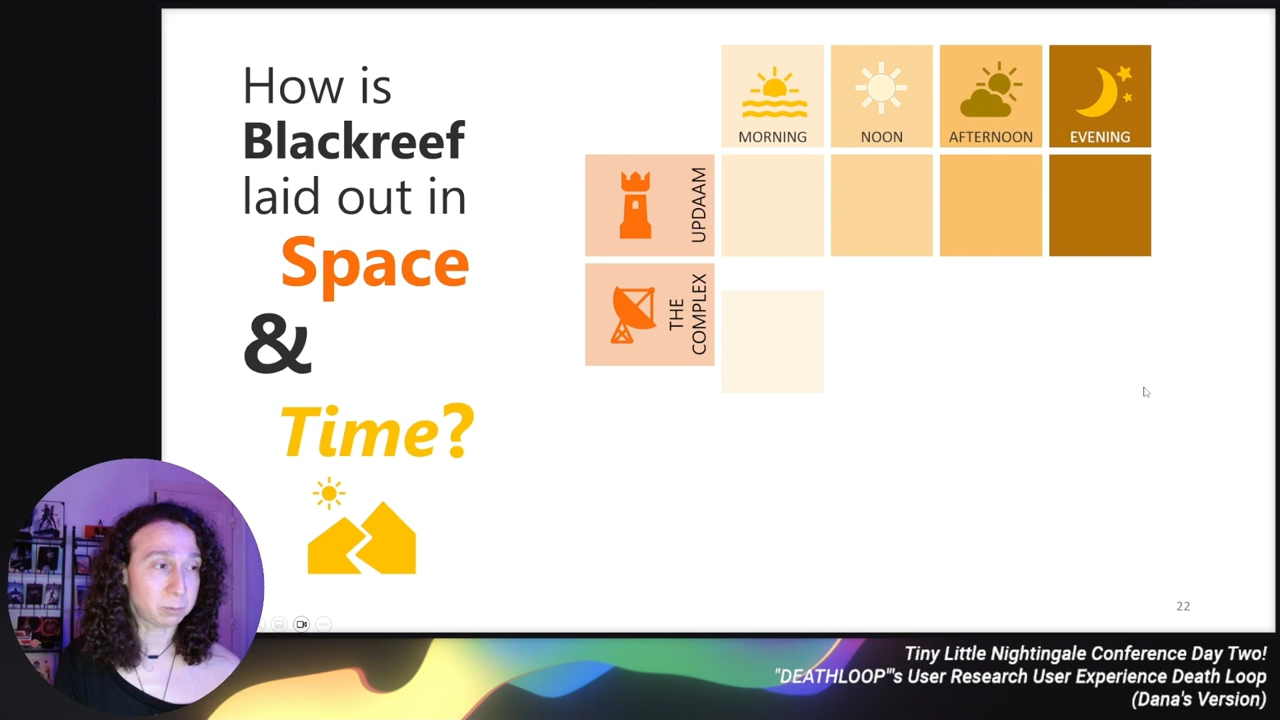 How is
Blackreef
laid out in
Space
&
Time?
MORNING
NOON
AFTERNOON
EVENING
UPDAAM
THE
COMPLEX
22
Tiny Little Nightingale Conference Day Two!
"DEATHLOOP"'s User Research User Experience Death Loop
(Dana's Version)